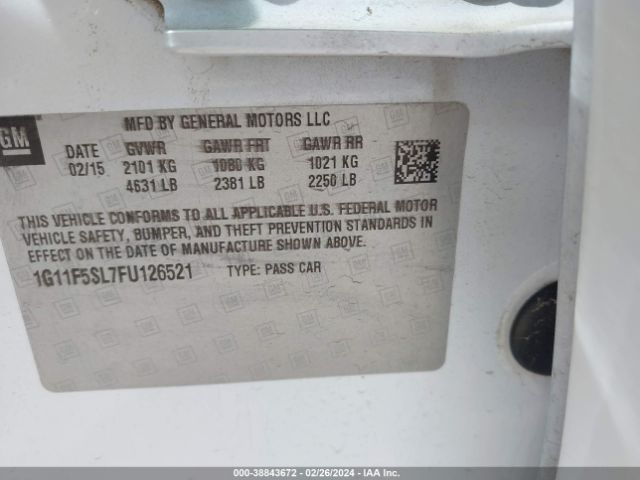 GM
MFD BY GENERAL MOTORS LLC
DATE GVWR GAWR FRT GAWR RR
02/15 2101 KG 1080 KG 1021 KG
4631 LB 2381 LB 2250 LB
THIS VEHICLE CONFORMS TO ALL APPLICABLE U.S. FEDERAL MOTOR
VEHICLE SAFETY, BUMPER, AND THEFT PREVENTION STANDARDS IN
EFFECT ON THE DATE OF MANUFACTURE SHOWN ABOVE.
1G11F5SL7FU126521 TYPE: PASS CAR
000-38843672 / 02/26/2024 - IAA Inc.